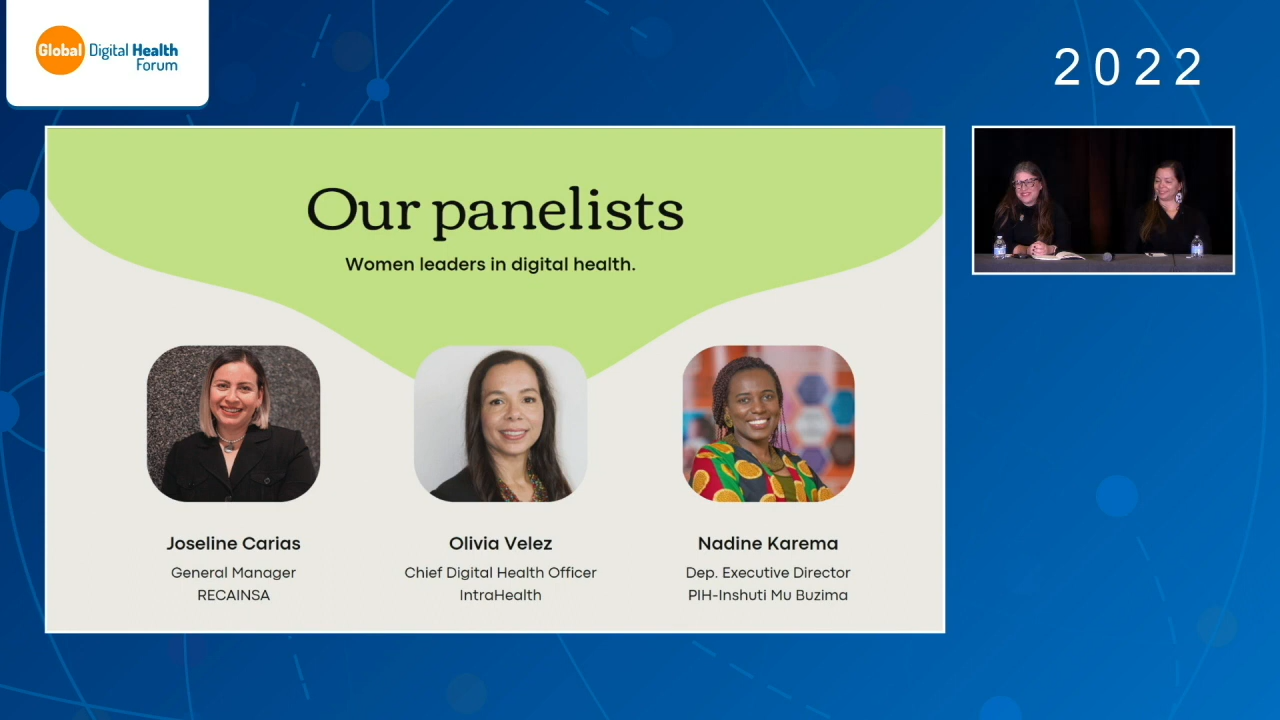 Global Digital Health
Forum
2022
Our panelists
Women leaders in digital health.
Joseline Carias
General Manager
RECAINSA
Olivia Velez
Chief Digital Health Officer
IntraHealth
Nadine Karema
Dep. Executive Director
PIH-Inshuti Mu Buzima